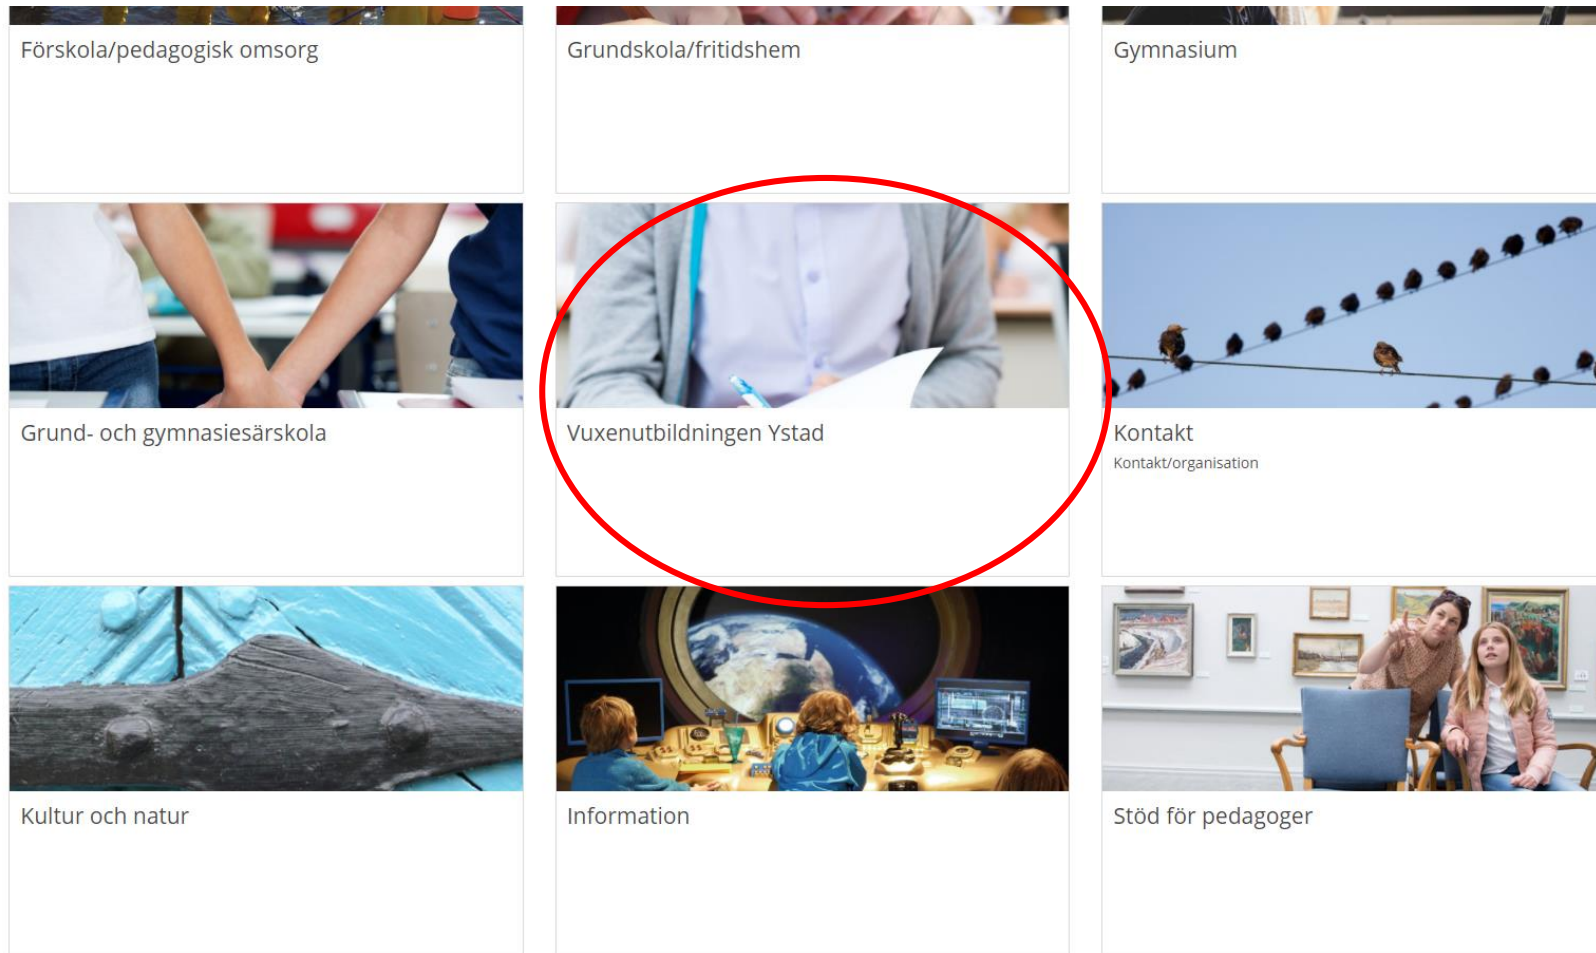 Förskola/pedagogisk omsorg
Grundskola/fritidshem
Gymnasium
Grund- och gymnasiesärskola
Vuxenutbildningen Ystad
Kontakt
Kontakt/organisation
Kultur och natur
Information
Stöd för pedagoger